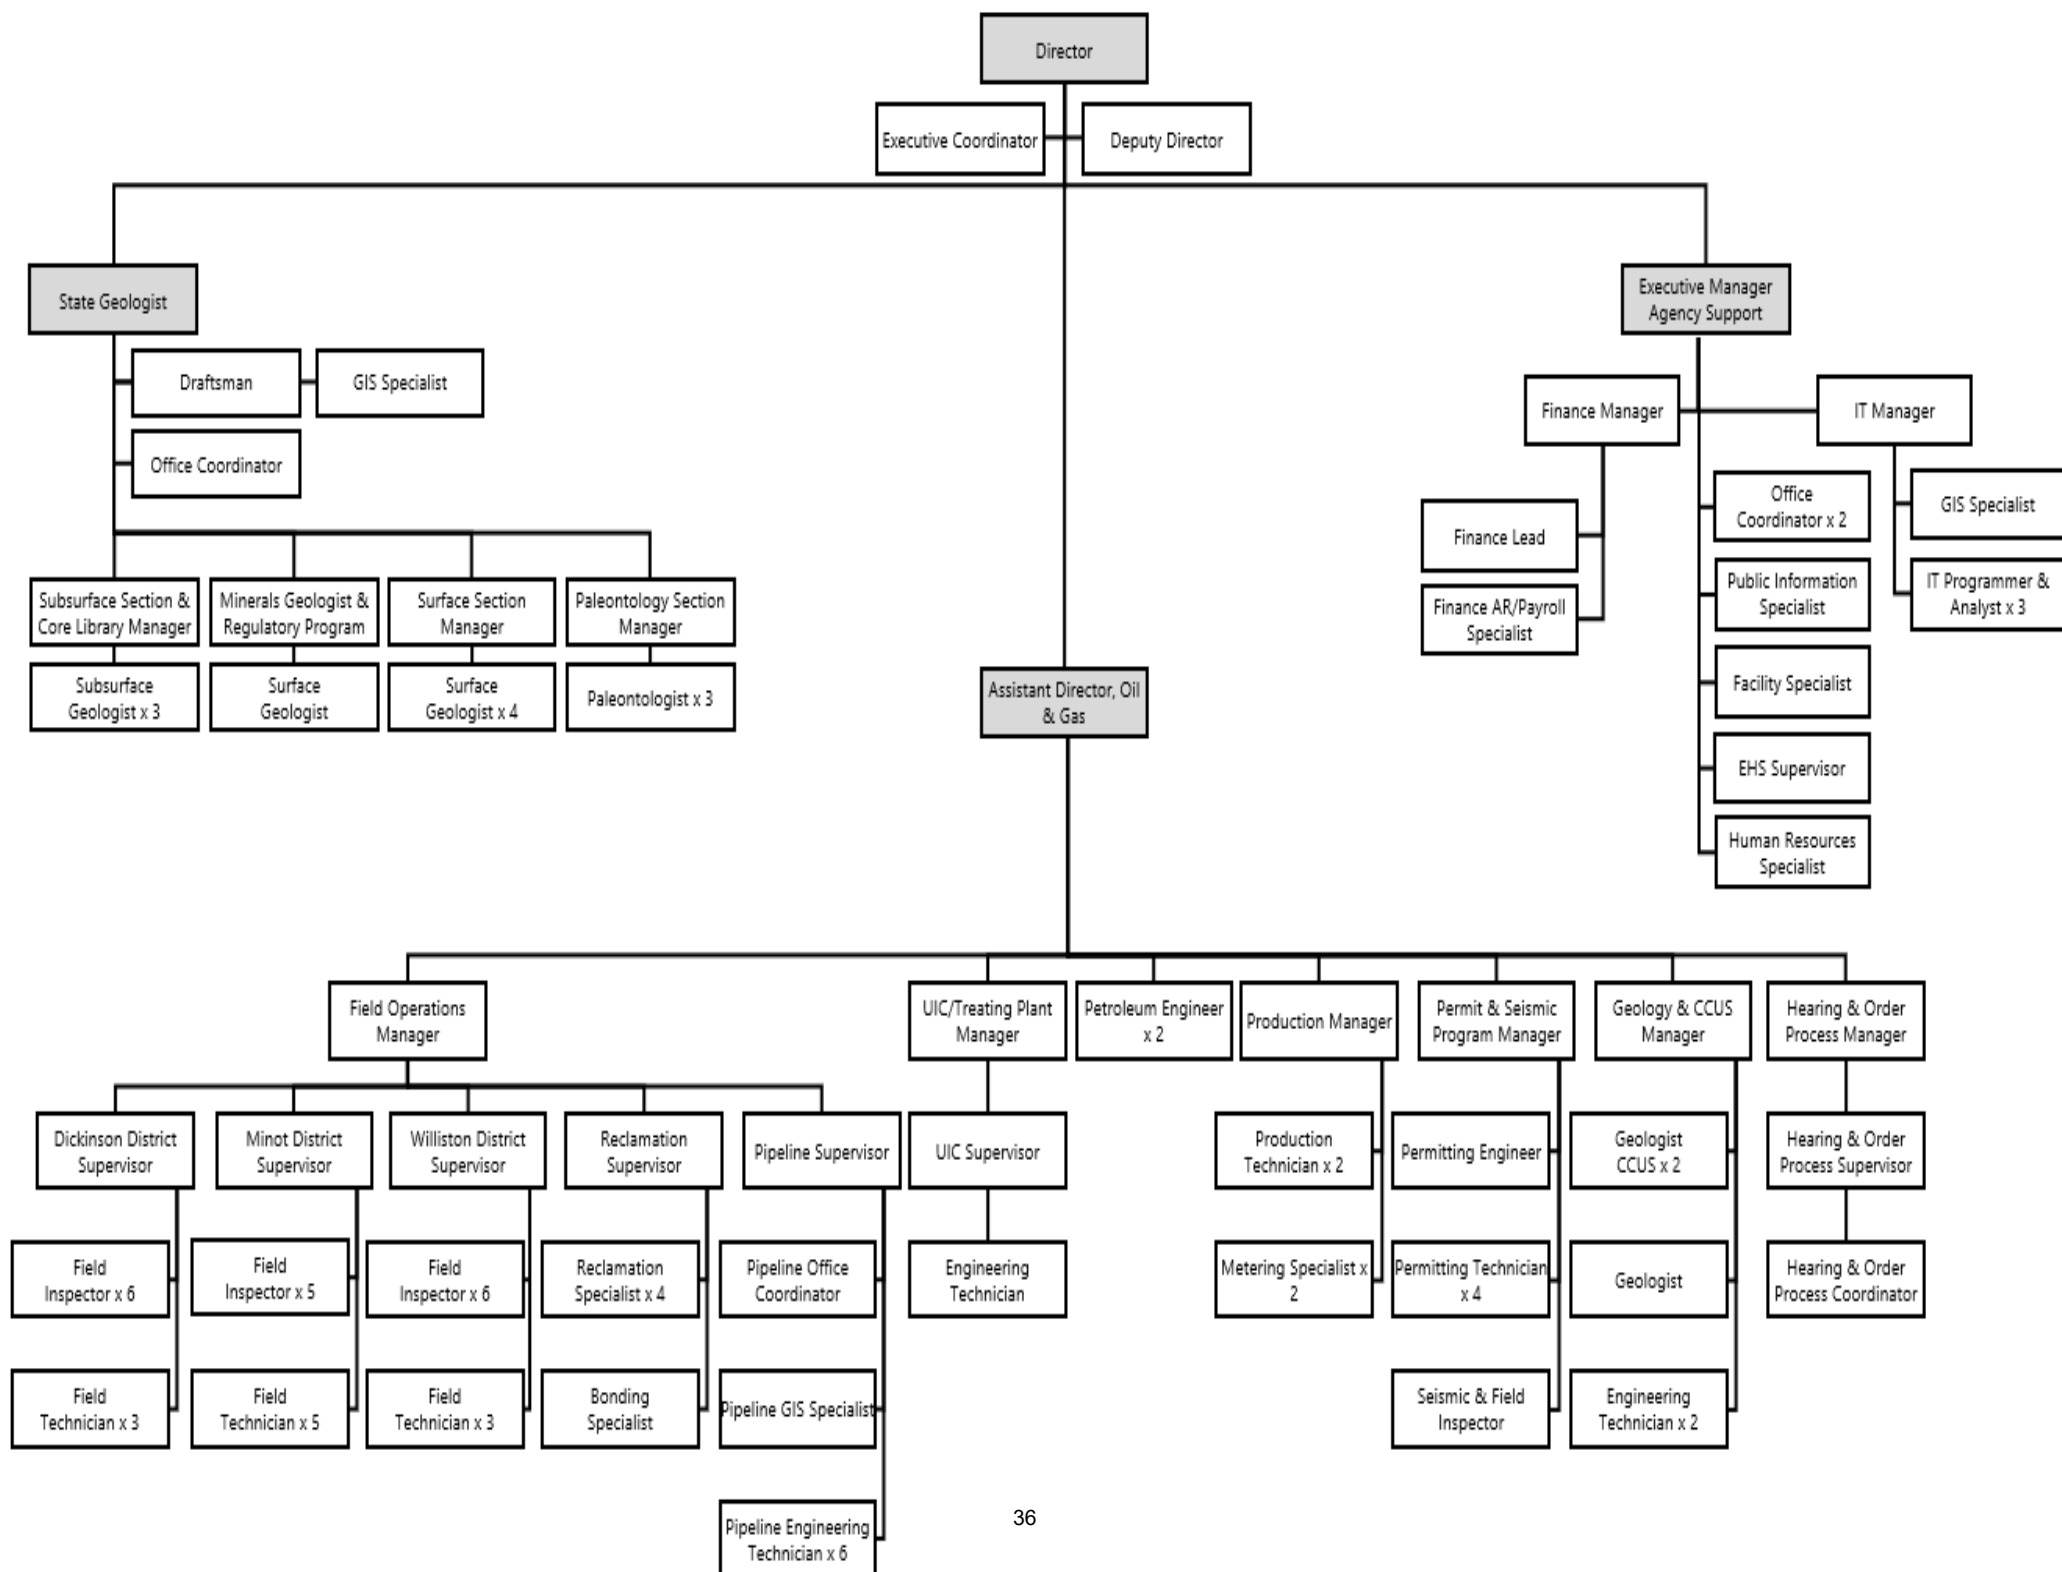 Director
Executive Coordinator
Deputy Director
State Geologist
Executive Manager
Agency Support
Draftsman
GIS Specialist
Office Coordinator
Subsurface Section &
Core Library Manager
Minerals Geologist &
Regulatory Program
Surface Section
Manager
Paleontology Section
Manager
Subsurface
Geologist x 3
Surface
Geologist
Surface
Geologist x 4
Paleontologist x 3
Finance Manager
IT Manager
Finance Lead
Finance AR/Payroll
Specialist
Office
Coordinator x 2
Public Information
Specialist
Facility Specialist
EHS Supervisor
Human Resources
Specialist
GIS Specialist
IT Programmer &
Analyst x 3
Assistant Director, Oil
& Gas
Field Operations
Manager
UIC/Treating Plant
Manager
Petroleum Engineer
x 2
Production Manager
Permit & Seismic
Program Manager
Geology & CCUS
Manager
Hearing & Order
Process Manager
Dickinson District
Supervisor
Minot District
Supervisor
Williston District
Supervisor
Reclamation
Supervisor
Pipeline Supervisor
UIC Supervisor
Production
Technician x 2
Permitting Engineer
Geologist
CCUS x 2
Hearing & Order
Process Supervisor
Field
Inspector x 6
Field
Inspector x 5
Field
Inspector x 6
Reclamation
Specialist x 4
Pipeline Office
Coordinator
Engineering
Technician
Metering Specialist x
2
Permitting Technician
x 4
Geologist
Hearing & Order
Process Coordinator
Field
Technician x 3
Field
Technician x 5
Field
Technician x 3
Bonding
Specialist
Pipeline GIS Specialist
Seismic & Field
Inspector
Engineering
Technician x 2
Pipeline Engineering
Technician x 6
36